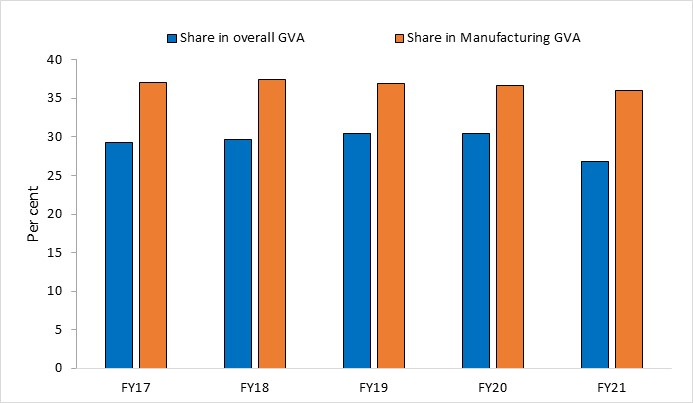 Share in overall GVA
Share in Manufacturing GVA
40
35
30
25
20
15
10
5
0
Per cent
FY17
FY18
FY19
FY20
FY21